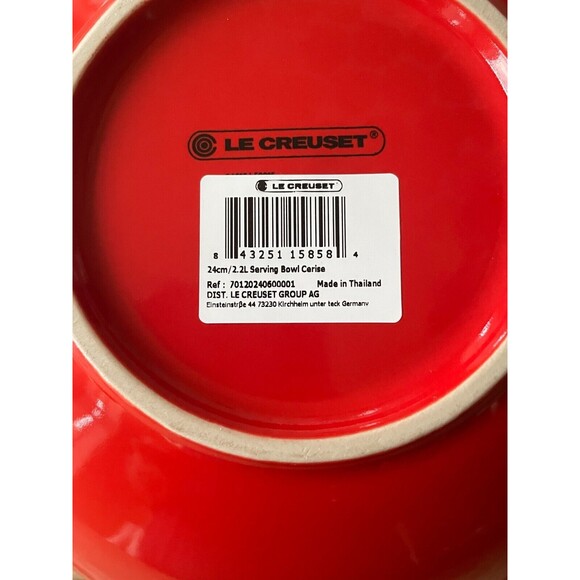 LE CREUSET®
LE CREUSET
8 43251 15858 4
24cm/2.2L Serving Bowl Cerise
Ref : 70120240600001 Made in Thailand
DIST. LE CREUSET GROUP AG
Einsteinstrße 44 73230 Kirchheim unter teck Germany